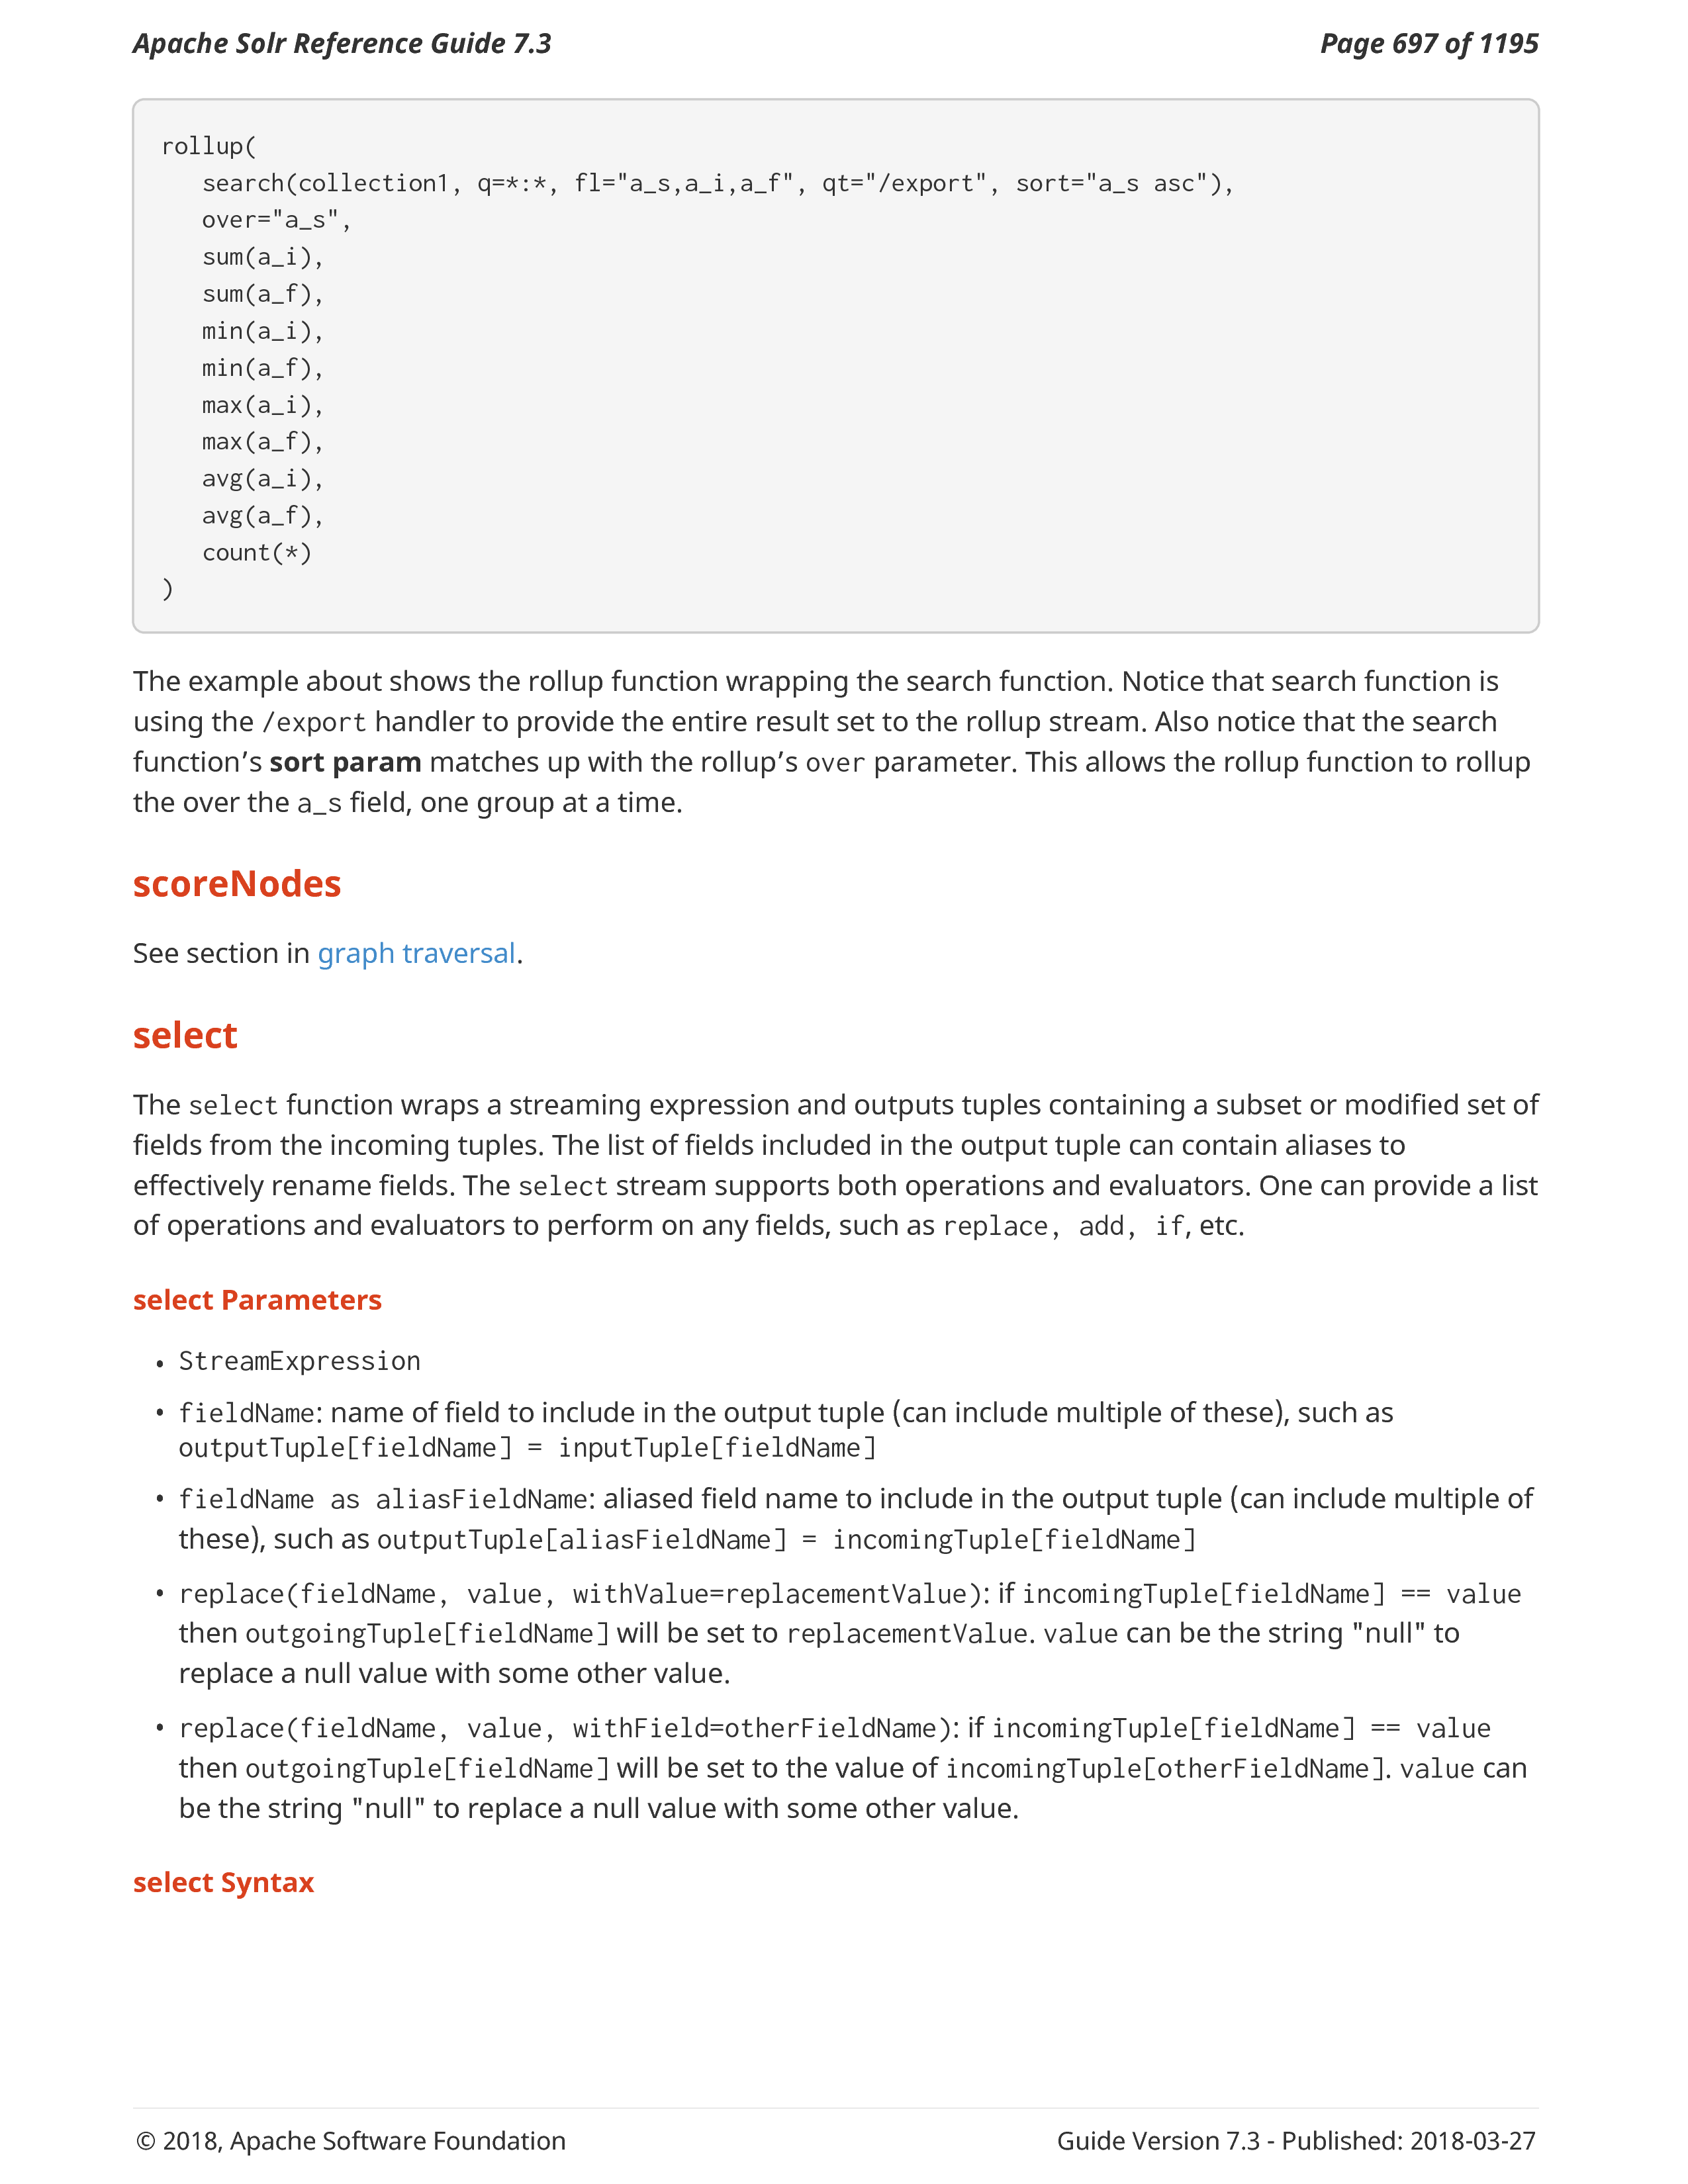 Apache Solr Reference Guide 7.3
Page 697 of 1195
rollup(
   search(collection1, q=*:*, fl="a_s,a_i,a_f", qt="/export", sort="a_s asc"),
   over="a_s",
   sum(a_i),
   sum(a_f),
   min(a_i),
   min(a_f),
   max(a_i),
   max(a_f),
   avg(a_i),
   avg(a_f),
   count(*)
)
The example about shows the rollup function wrapping the search function. Notice that search function is
using the /export handler to provide the entire result set to the rollup stream. Also notice that the search
function’s sort param matches up with the rollup’s over parameter. This allows the rollup function to rollup
the over the a_s field, one group at a time.
scoreNodes
See section in graph traversal.
select
The select function wraps a streaming expression and outputs tuples containing a subset or modified set of
fields from the incoming tuples. The list of fields included in the output tuple can contain aliases to
effectively rename fields. The select stream supports both operations and evaluators. One can provide a list
of operations and evaluators to perform on any fields, such as replace, add, if, etc.
select Parameters
• StreamExpression
• fieldName: name of field to include in the output tuple (can include multiple of these), such as
outputTuple[fieldName] = inputTuple[fieldName]
• fieldName as aliasFieldName: aliased field name to include in the output tuple (can include multiple of
these), such as outputTuple[aliasFieldName] = incomingTuple[fieldName]
• replace(fieldName, value, withValue=replacementValue): if incomingTuple[fieldName] == value
then outgoingTuple[fieldName] will be set to replacementValue. value can be the string "null" to
replace a null value with some other value.
• replace(fieldName, value, withField=otherFieldName): if incomingTuple[fieldName] == value
then outgoingTuple[fieldName] will be set to the value of incomingTuple[otherFieldName]. value can
be the string "null" to replace a null value with some other value.
select Syntax
© 2018, Apache Software Foundation
Guide Version 7.3 - Published: 2018-03-27